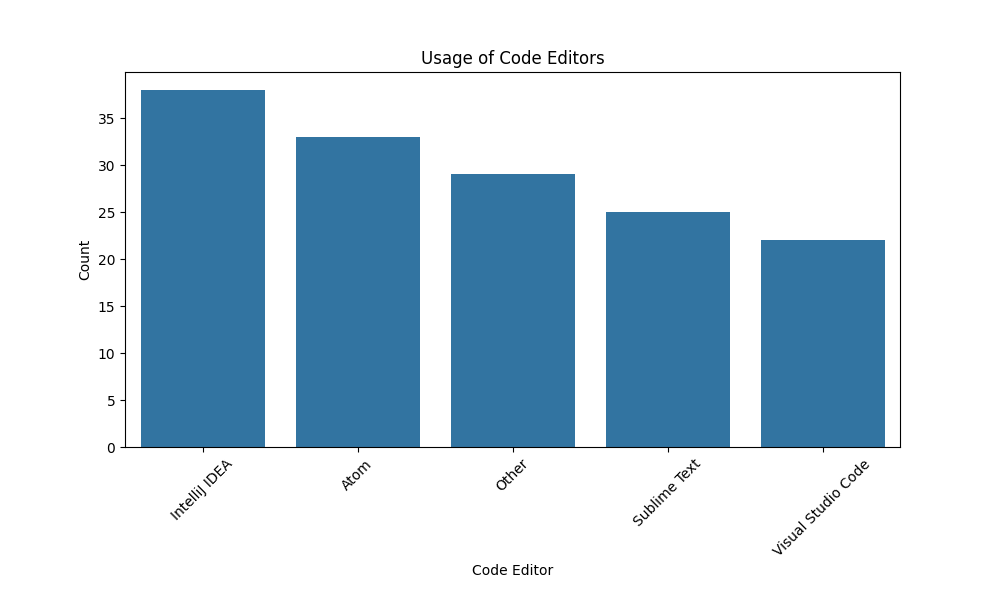 Usage of Code Editors
Count
35
30
25
20
15
10
5
0
IntelliJ IDEA
Atom
Other
Sublime Text
Visual Studio Code
Code Editor